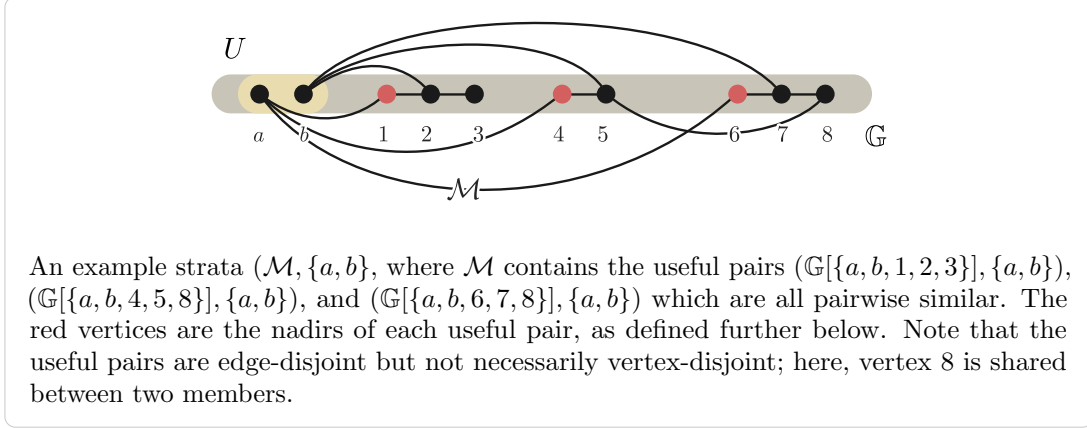 U
a b 1 2 3 4 5 6 7 8 𝔾
ℳ
An example strata (ℳ, {a, b}, where ℳ contains the useful pairs (𝔾[{a, b, 1, 2, 3}], {a, b}),
(𝔾[{a, b, 4, 5, 8}], {a, b}), and (𝔾[{a, b, 6, 7, 8}], {a, b}) which are all pairwise similar. The
red vertices are the nadirs of each useful pair, as defined further below. Note that the
useful pairs are edge-disjoint but not necessarily vertex-disjoint; here, vertex 8 is shared
between two members.